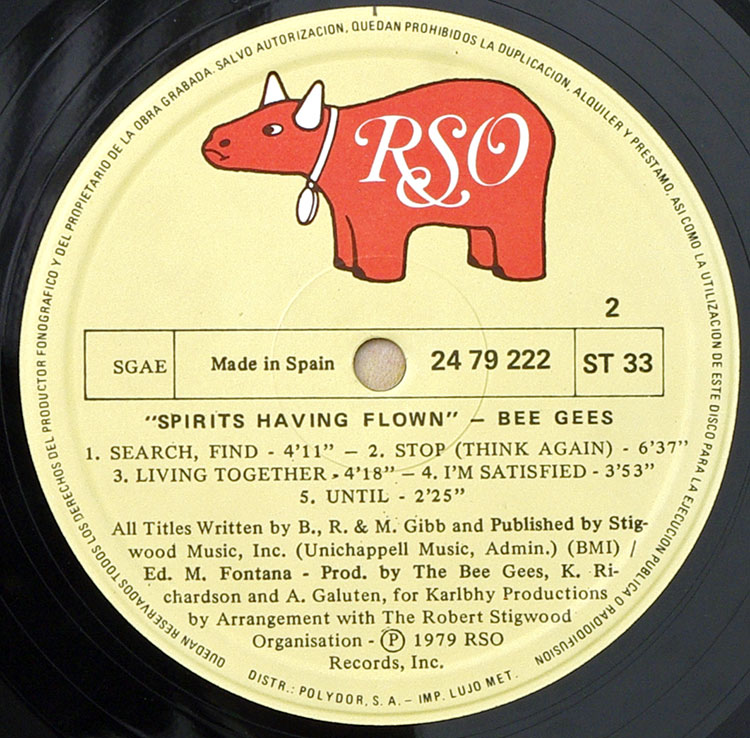 QUEDAN RESERVADOS TODOS LOS DERECHOS DEL PRODUCTOR FONOGRAFICO Y DEL PROPIETARIO DE LA OBRA GRABADA. SALVO AUTORIZACION, QUEDAN PROHIBIDOS LA DUPLICACION, ALQUILER Y PRESTAMO, ASI COMO LA UTILIZACION DE ESTE DISCO PARA LA EJECUCION PUBLICA O RADIODIFUSION
RSO
2
SGAE Made in Spain 24 79 222 ST 33
"SPIRITS HAVING FLOWN" – BEE GEES
1. SEARCH, FIND - 4'11" – 2. STOP (THINK AGAIN) - 6'37"
3. LIVING TOGETHER - 4'18" – 4. I'M SATISFIED - 3'53"
5. UNTIL - 2'25"
All Titles Written by B., R. & M. Gibb and Published by Stig-
wood Music, Inc. (Unichappell Music, Admin.) (BMI) /
Ed. M. Fontana - Prod. by The Bee Gees, K. Ri-
chardson and A. Galuten, for Karlbhy Productions
by Arrangement with The Robert Stigwood
Organisation - Ⓟ 1979 RSO
Records, Inc.
DISTR.: POLYDOR, S. A. – IMP. LUJO MET.